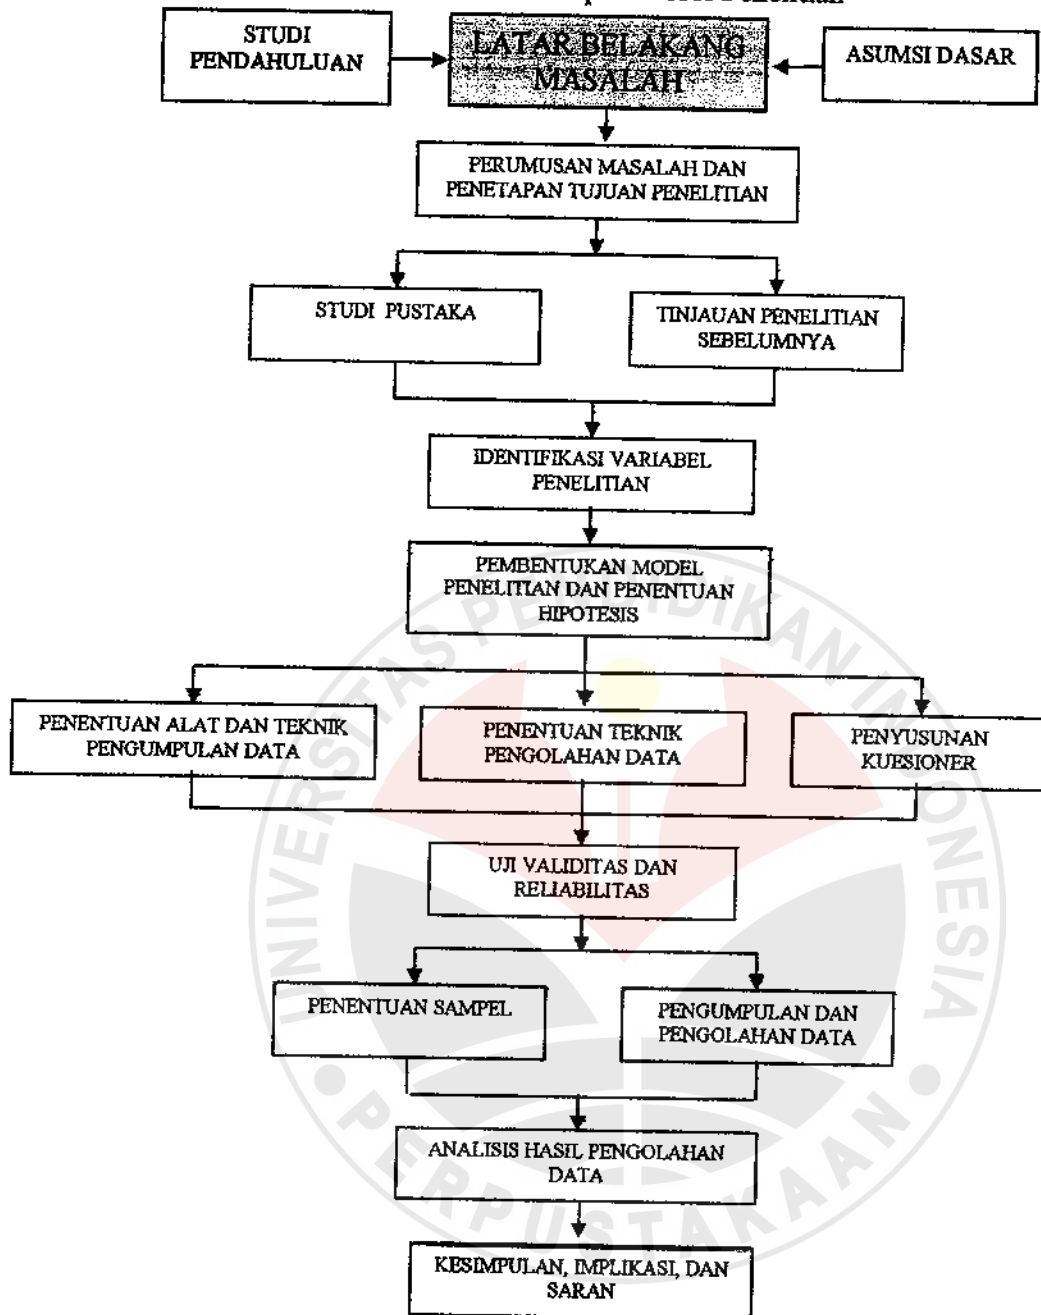 STUDI
PENDAHULUAN
LATAR BELAKANG
MASALAH
ASUMSI DASAR
PERUMUSAN MASALAH DAN
PENETAPAN TUJUAN PENELITIAN
STUDI PUSTAKA
TINJAUAN PENELITIAN
SEBELUMNYA
IDENTIFIKASI VARIABEL
PENELITIAN
PEMBENTUKAN MODEL
PENELITIAN DAN PENENTUAN
HIPOTESIS
PENENTUAN ALAT DAN TEKNIK
PENGUMPULAN DATA
PENENTUAN TEKNIK
PENGOLAHAN DATA
PENYUSUNAN
KUESIONER
UJI VALIDITAS DAN
RELIABILITAS
PENENTUAN SAMPEL
PENGUMPULAN DAN
PENGOLAHAN DATA
ANALISIS HASIL PENGOLAHAN
DATA
KESIMPULAN, IMPLIKASI, DAN
SARAN
UNIVERSITAS PENDIDIKAN INDONESIA
PERPUSTAKAAN